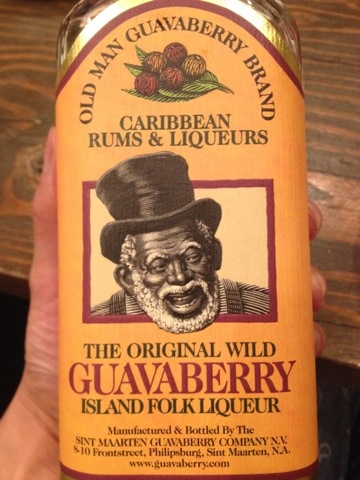 OLD MAN GUAVABERRY BRAND
CARIBBEAN
RUMS & LIQUEURS
THE ORIGINAL WILD
GUAVABERRY
ISLAND FOLK LIQUEUR
Manufactured & Bottled By The
SINT MAARTEN GUAVABERRY COMPANY N.V.
8-10 Frontstreet, Philipsburg, Sint Maarten, N.A.
www.guavaberry.com